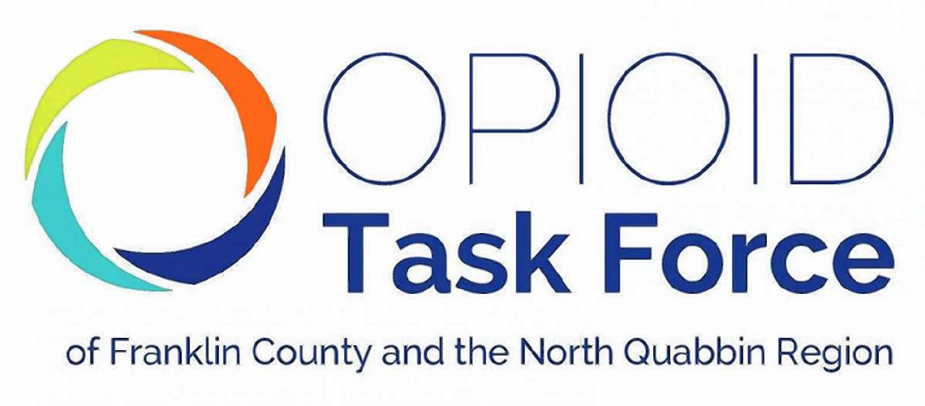 OPIOID
Task Force
of Franklin County and the North Quabbin Region